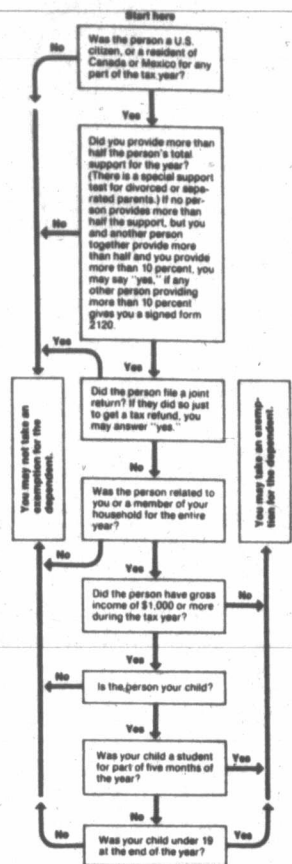 Start here
Was the person a U.S.
citizen, or a resident of
Canada or Mexico for any
part of the tax year?
No
Yes
Did you provide more than
half the person's total
support for the year?
(There is a special support
test for divorced or sepa-
rated parents.) If no per-
son provides more than
half the support, but you
and another person
together provide more
than half and you provide
more than 10 percent, you
may say "yes," if any
other person providing
more than 10 percent
gives you a signed form
2120.
No
Yes
Yes
Did the person file a joint
return? If they did so just
to get a tax refund, you
may answer "yes."
You may not take an
exemption for the
dependent.
You may take an exemp-
tion for the dependent.
No
Was the person related to
you or a member of your
household for the entire
year?
No
Yes
Did the person have gross
income of $1,000 or more
during the tax year?
No
Yes
Is the person your child?
No
Yes
Was your child a student
for part of five months of
the year?
Yes
No
Was your child under 19
at the end of the year?
No
Yes